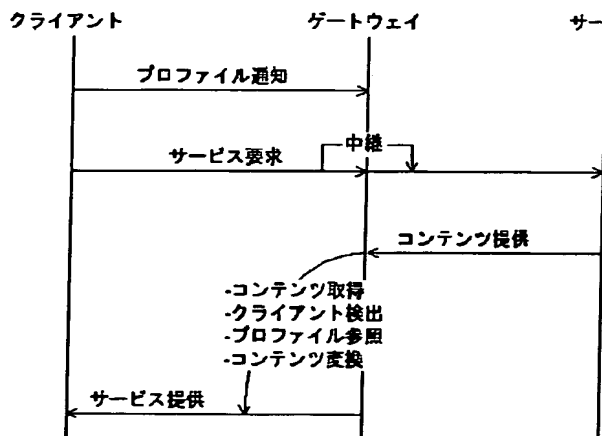 クライアント
ゲートウェイ
サー
プロファイル通知
中継
サービス要求
コンテンツ提供
-コンテンツ取得
-クライアント検出
-プロファイル参照
-コンテンツ変換
サービス提供